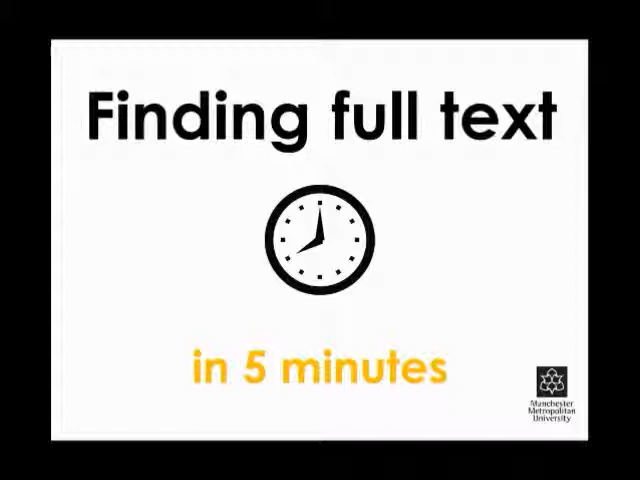 Finding full text
in 5 minutes
Manchester
Metropolitan
University